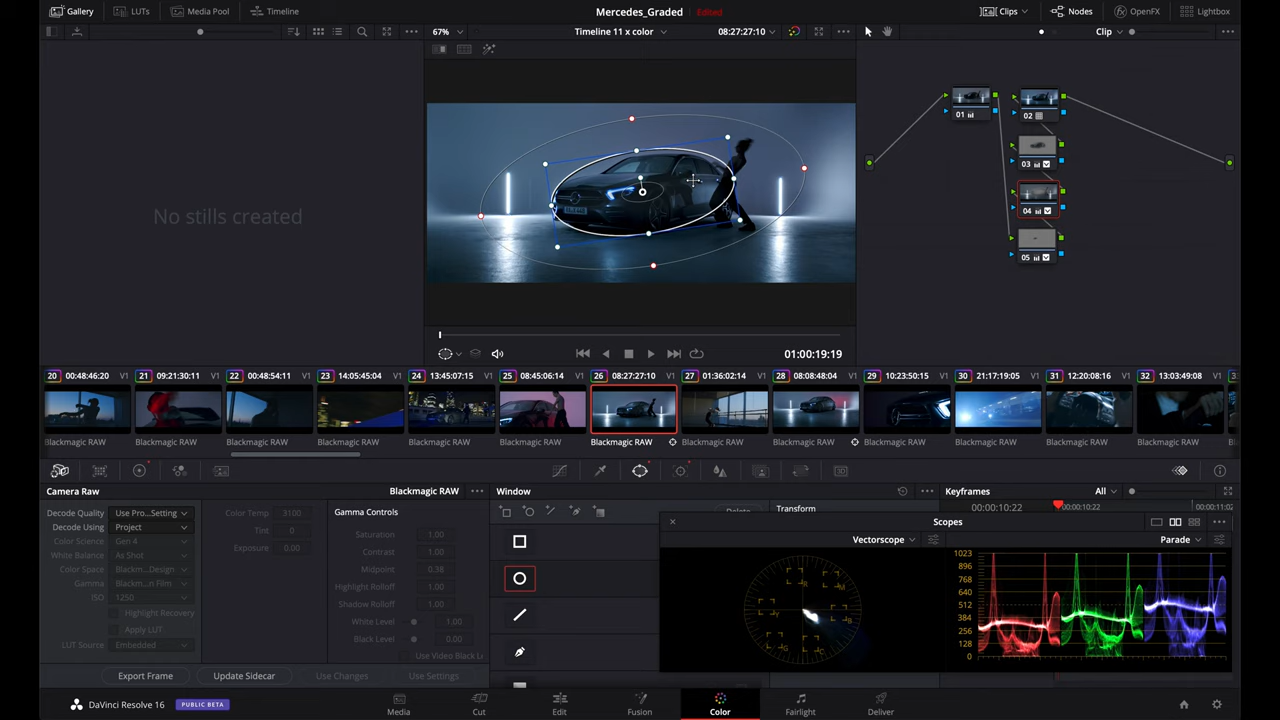 Gallery LUTs Media Pool Timeline Mercedes_Graded Edited Clips Nodes OpenFX Lightbox
67% Timeline 11 x color 08:27:27:10 Clip
01
02
03
04
05
No stills created
01:00:19:19
20 00:48:46:20 V1 21 09:21:30:11 V1 22 00:48:54:11 V1 23 14:05:45:04 V1 24 13:45:07:15 V1 25 08:45:06:14 V1 26 08:27:27:10 V1 27 01:36:02:14 V1 28 08:08:48:04 V1 29 10:23:50:15 V1 30 21:17:19:05 V1 31 12:20:08:16 V1 32 13:03:49:08 V1
Blackmagic RAW Blackmagic RAW Blackmagic RAW Blackmagic RAW Blackmagic RAW Blackmagic RAW Blackmagic RAW Blackmagic RAW Blackmagic RAW Blackmagic RAW Blackmagic RAW Blackmagic RAW Blackmagic RAW
Camera Raw Blackmagic RAW Window Keyframes All
Decode Quality Use Pro...Setting
Decode Using Project
Color Science Gen 4
White Balance As Shot
Color Space Blackm...Design
Gamma Blackm...n Film
ISO 1250
Highlight Recovery
Apply LUT
LUT Source Embedded
Color Temp 3100
Tint 0
Exposure 0.00
Gamma Controls
Saturation 1.00
Contrast 1.00
Midpoint 0.38
Highlight Rolloff 1.00
Shadow Rolloff 1.00
White Level 1.00
Black Level 0.00
Use Video Black L
Export Frame Update Sidecar Use Changes Use Settings
Delete Transform
00:00:10:22 00:00:10:22 00:00:11:02
Scopes
Vectorscope Parade
R M B C G Y
1023
896
768
640
512
384
256
128
0
DaVinci Resolve 16 PUBLIC BETA Media Cut Edit Fusion Color Fairlight Deliver